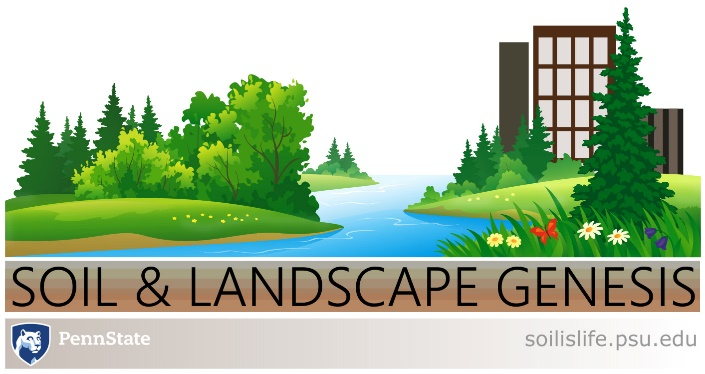 SOIL & LANDSCAPE GENESIS
PennState
soilislife.psu.edu